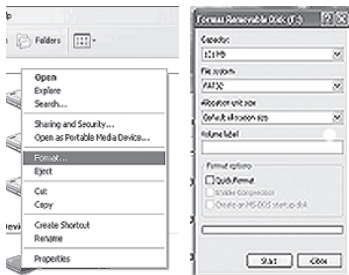 Folders
Open
Explore
Search...
Sharing and Security...
Open as Portable Media Device...
Format...
Eject
Cut
Copy
Create Shortcut
Rename
Properties
Format Removable Disk (F:)
Capacity:
File system
FAT32
Allocation unit size
Default allocation size
Volume label
Format options
Quick Format
Enable Compression
Create an MS-DOS startup disk
Start
Close